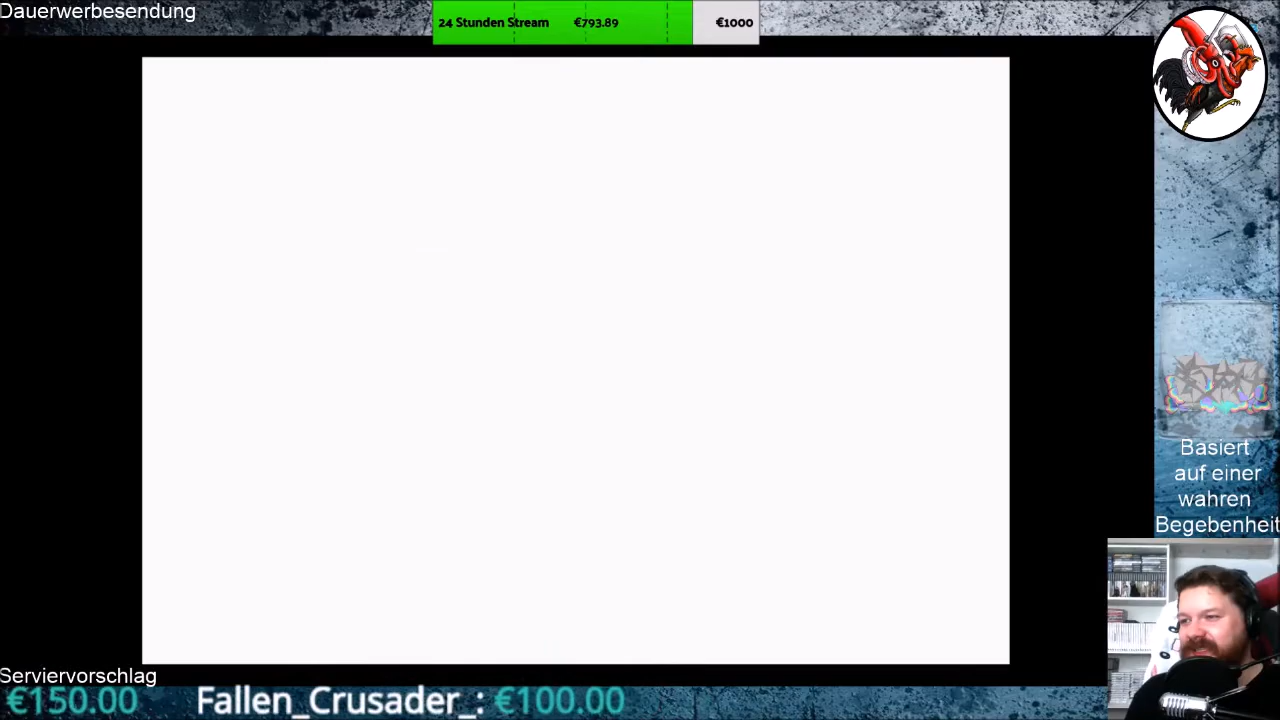 Dauerwerbesendung
24 Stunden Stream €793.89 €1000
Basiert
auf einer
wahren
Begebenheit
Serviervorschlag
€150.00 Fallen_Crusader_: €100.00